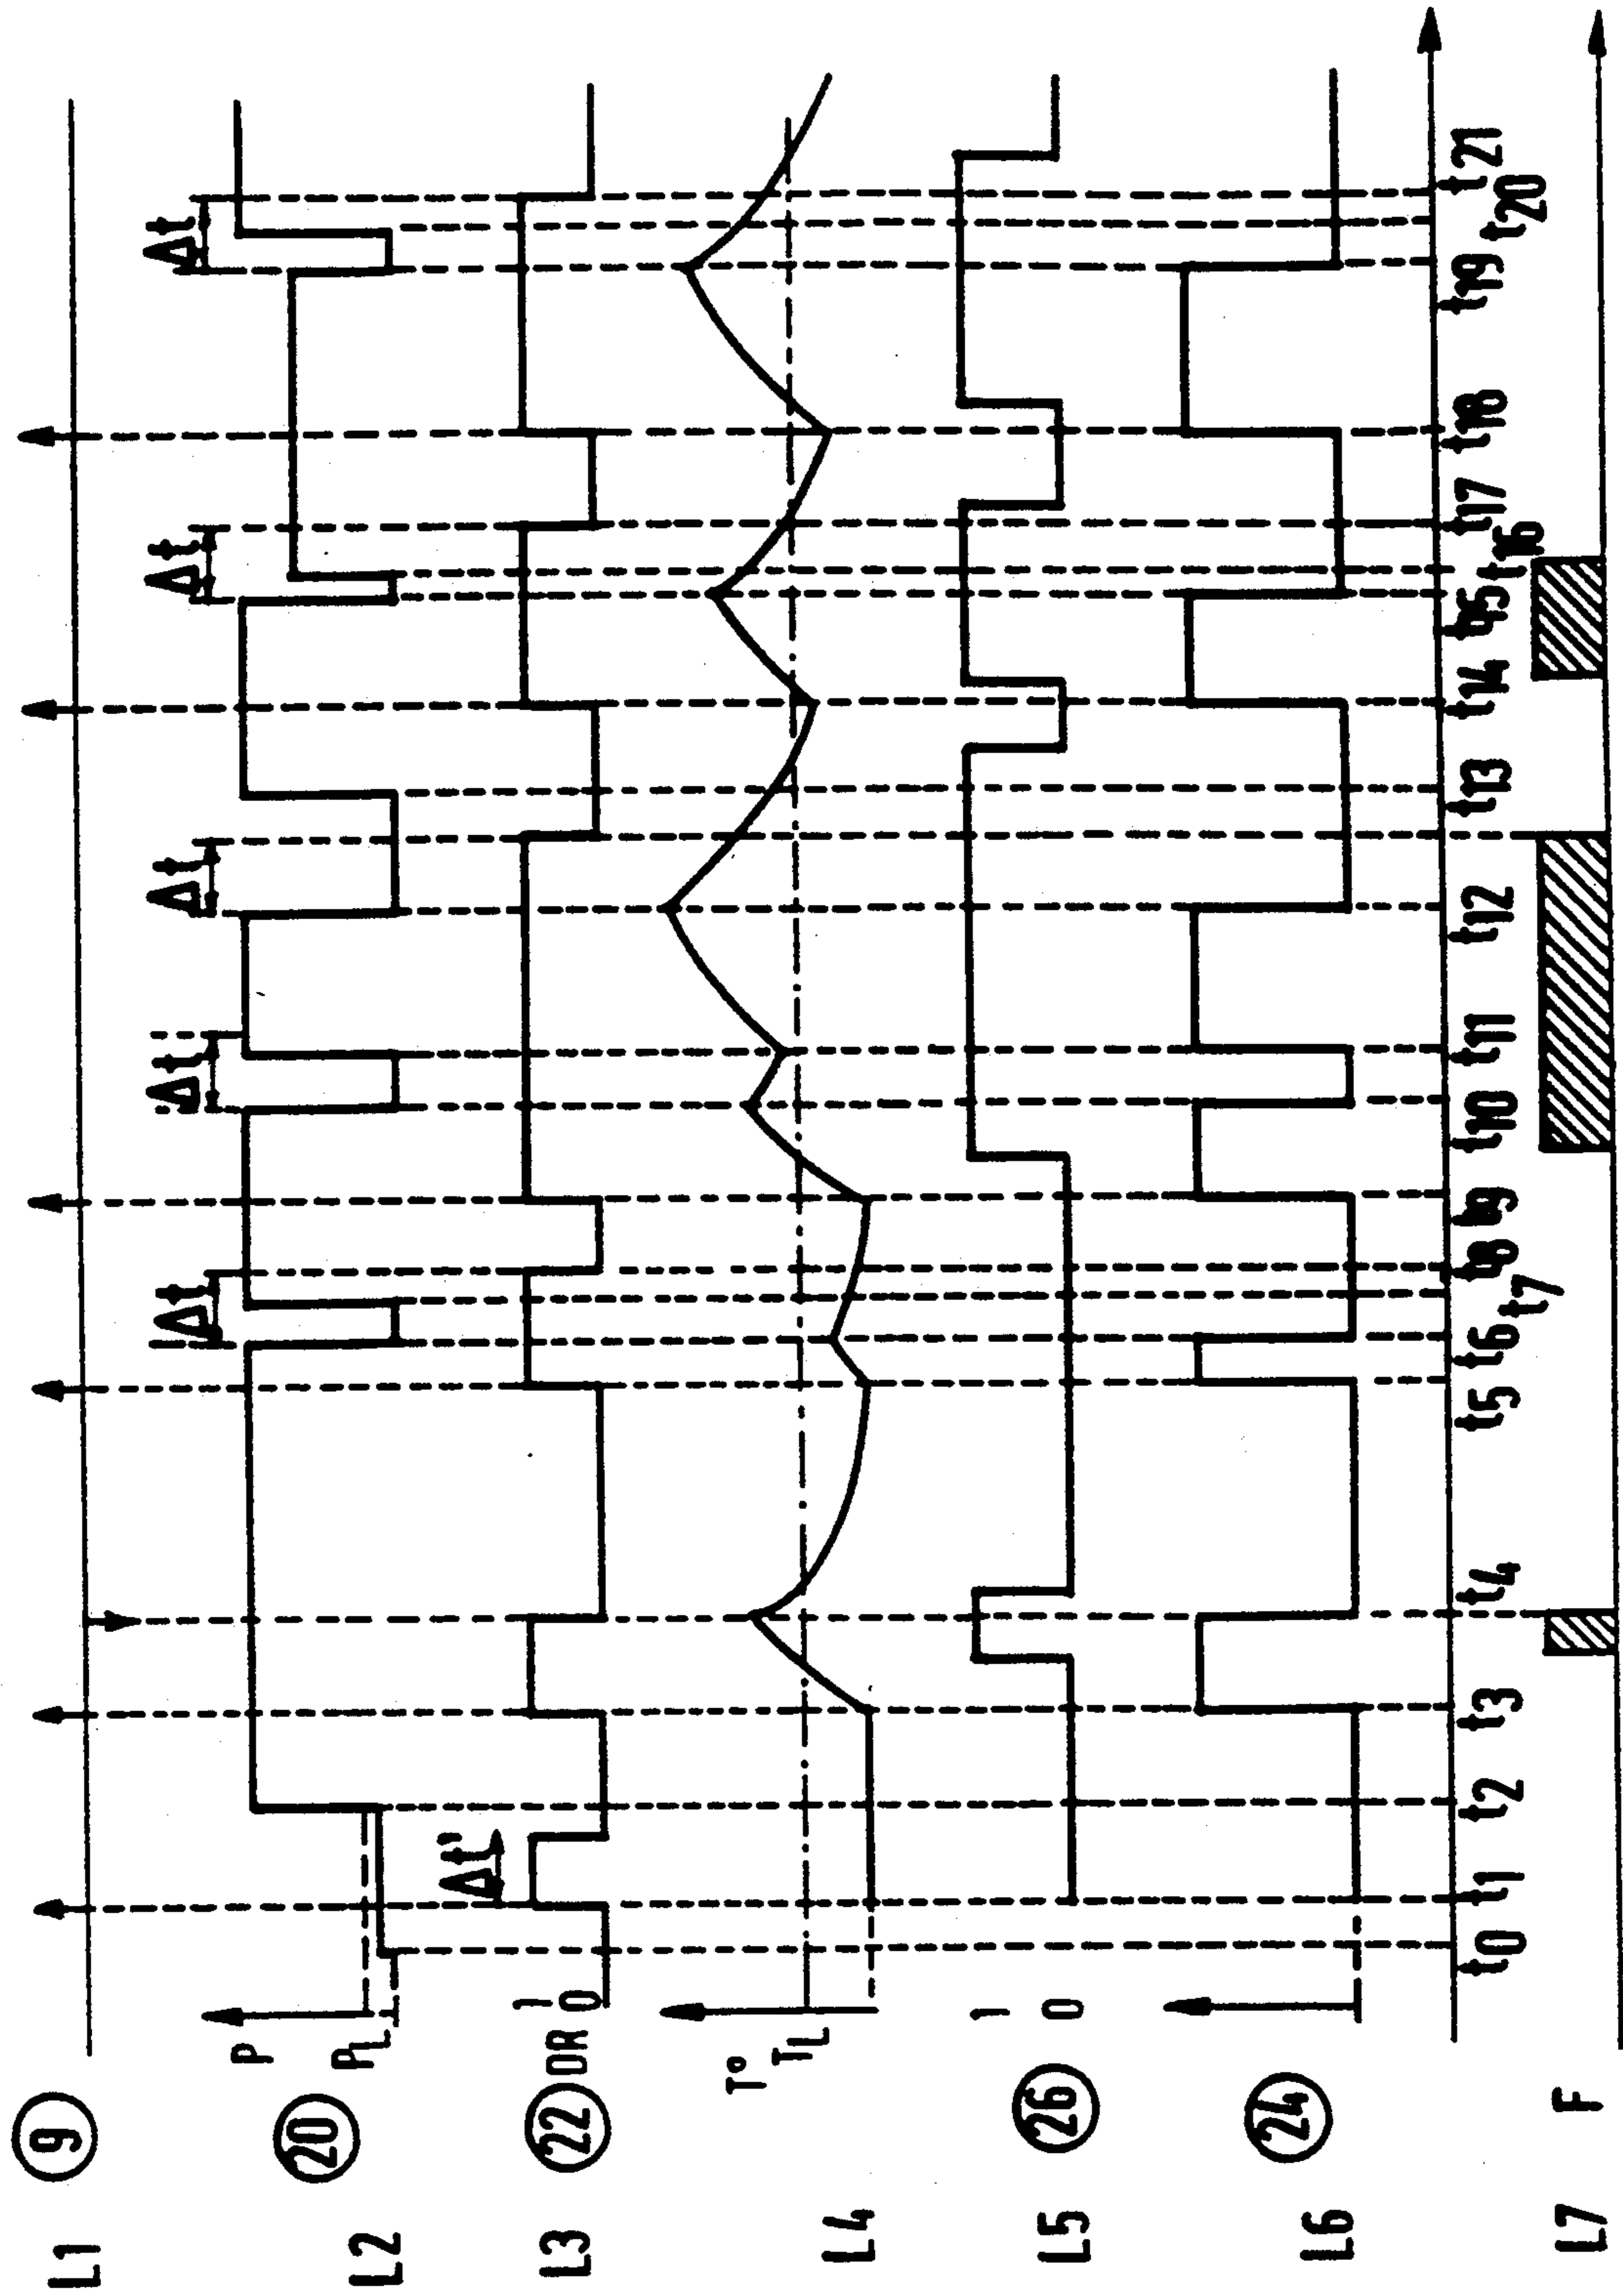 L1 9
Δt Δt Δt Δt Δt
L2 20 P
PL
Δt'
L3 22 OR 1
0
T°
TL
L4
L5 26 1
0
L6 24
t0 t1 t2 t3 t4 t5 t6 t7 t8 t9 t10 t11 t12 t13 t14 t15 t16 t17 t18 t19 t20 t21
L7 F